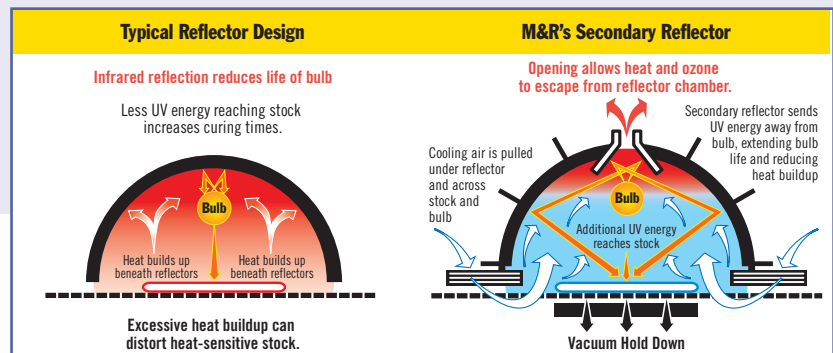 Typical Reflector Design
Infrared reflection reduces life of bulb
Less UV energy reaching stock
increases curing times.
Bulb
Heat builds up
beneath reflectors
Heat builds up
beneath reflectors
Excessive heat buildup can
distort heat-sensitive stock.
M&R's Secondary Reflector
Opening allows heat and ozone
to escape from reflector chamber.
Cooling air is pulled
under reflector
and across
stock and
bulb
Secondary reflector sends
UV energy away from
bulb, extending bulb
life and reducing
heat buildup
Bulb
Additional UV energy
reaches stock
Vacuum Hold Down